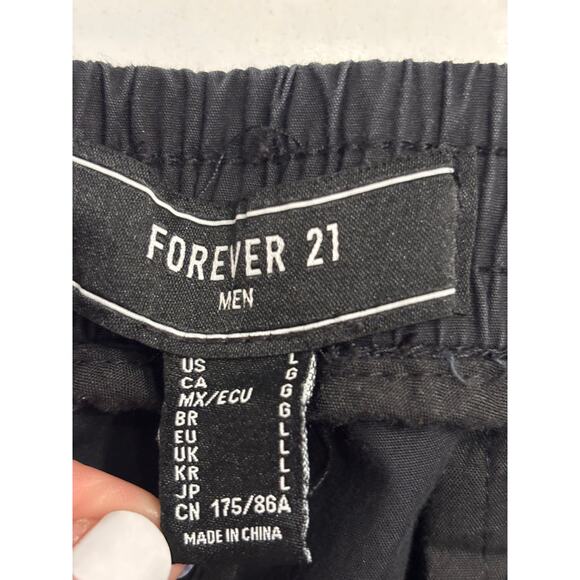 FOREVER 21
MEN
US L
CA G
MX/ECU G
BR G
EU L
UK L
KR L
JP L
CN 175/86A
MADE IN CHINA